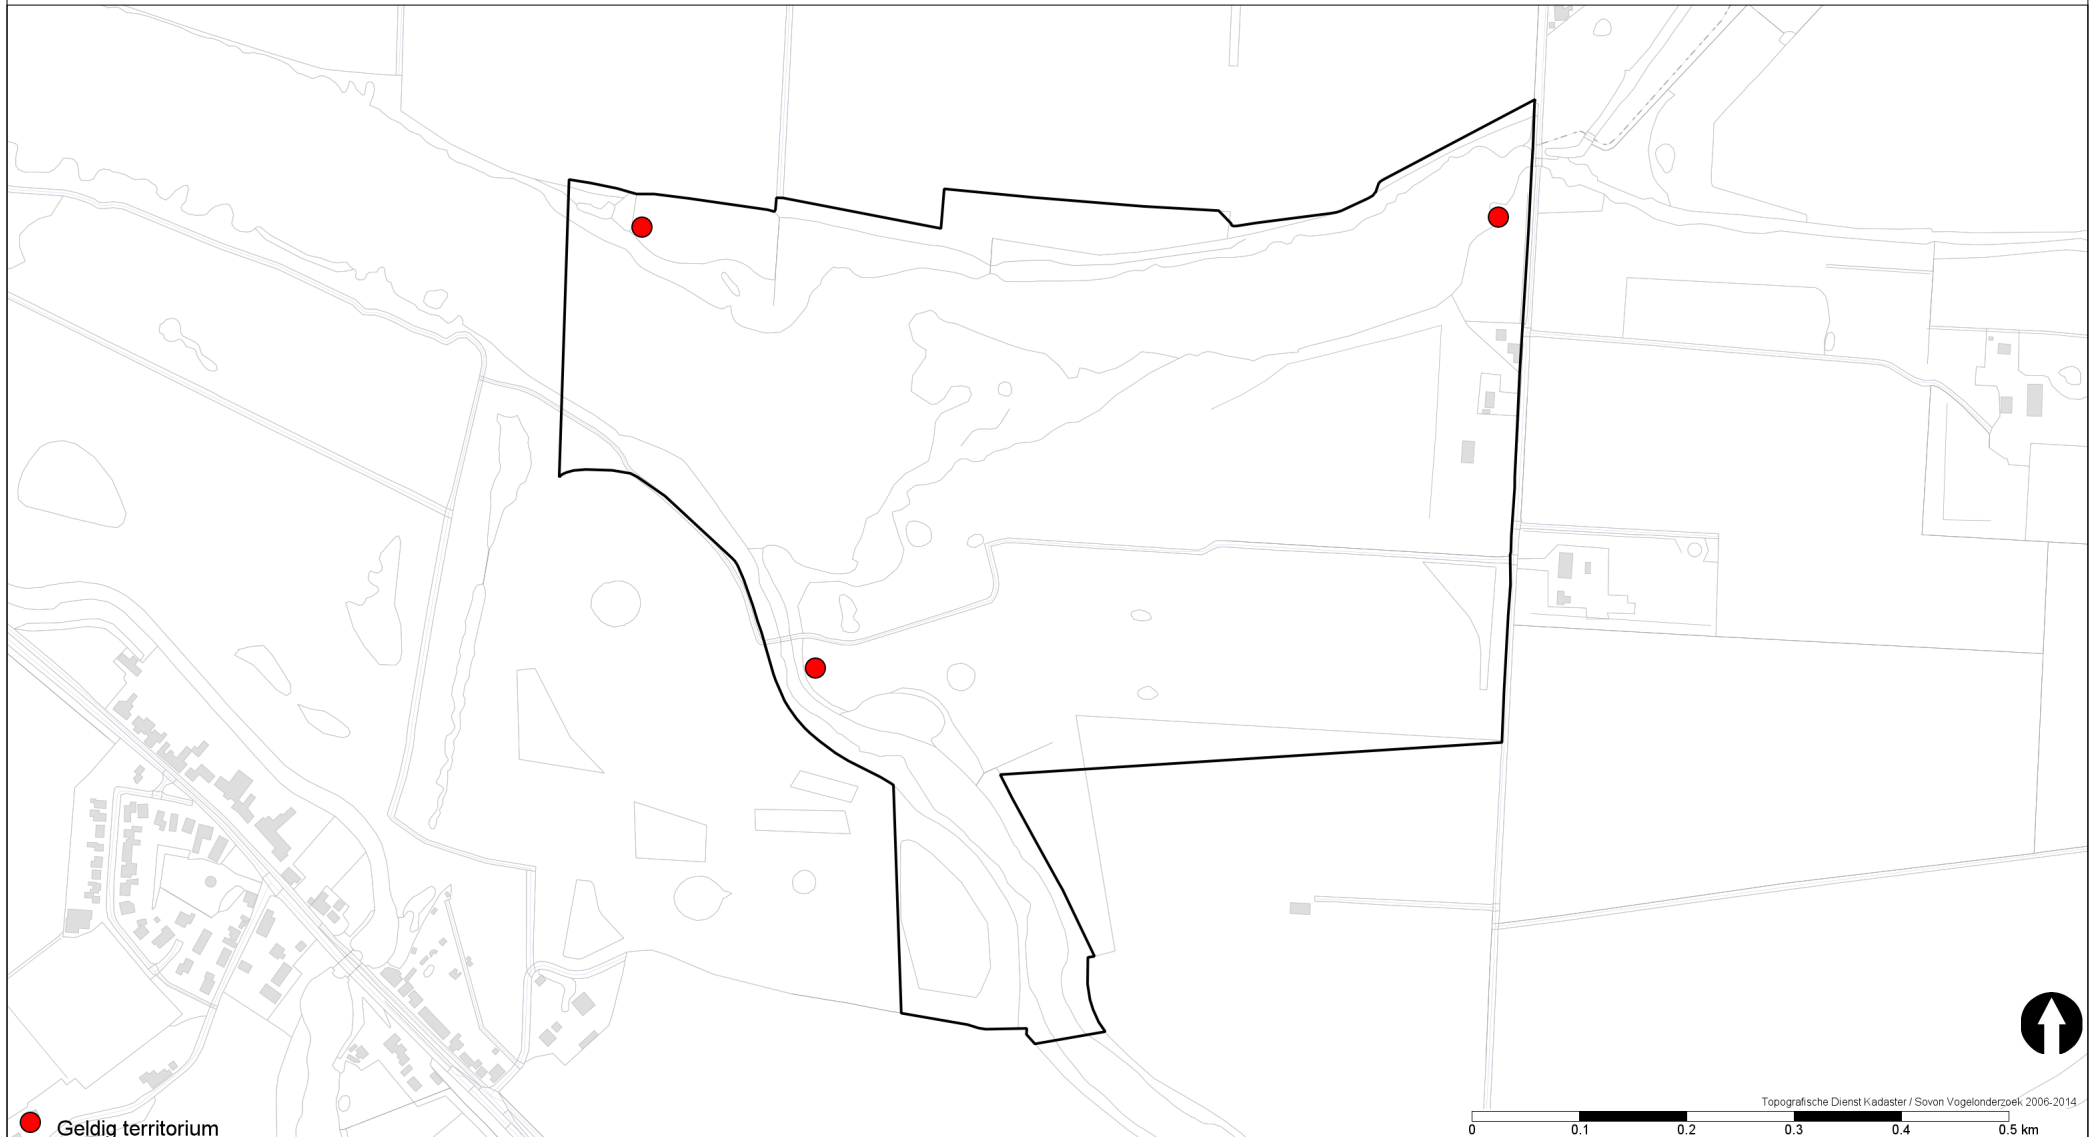 Topografische Dienst Kadaster / Sovon Vogelonderzoek 2006-2014
0 0.1 0.2 0.3 0.4 0.5 km
Geldig territorium